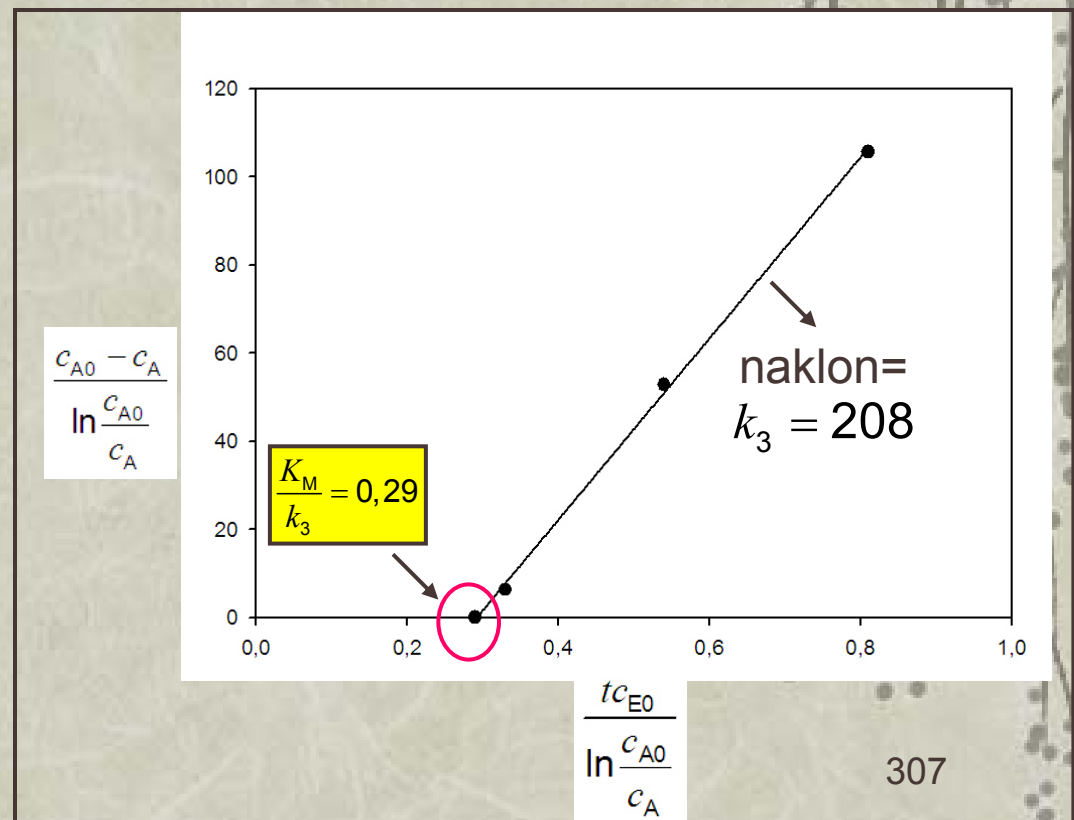 120
100
80
60
40
20
0
0,0 0,2 0,4 0,6 0,8 1,0
c_A0 − c_A
ln c_A0
c_A
K_M
k_3 = 0,29
naklon=
k_3 = 208
tc_E0
ln c_A0
c_A
307